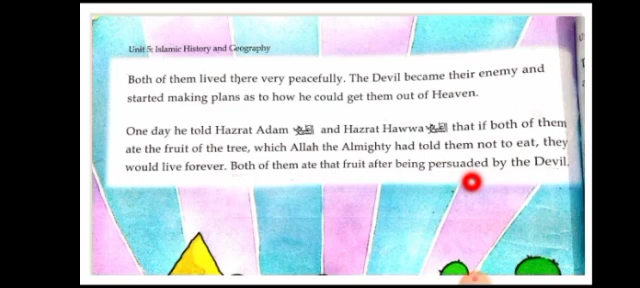 Unit 5: Islamic History and Geography
Both of them lived there very peacefully. The Devil became their enemy and
started making plans as to how he could get them out of Heaven.
One day he told Hazrat Adam and Hazrat Hawwa that if both of them
ate the fruit of the tree, which Allah the Almighty had told them not to eat, they
would live forever. Both of them ate that fruit after being persuaded by the Devil.